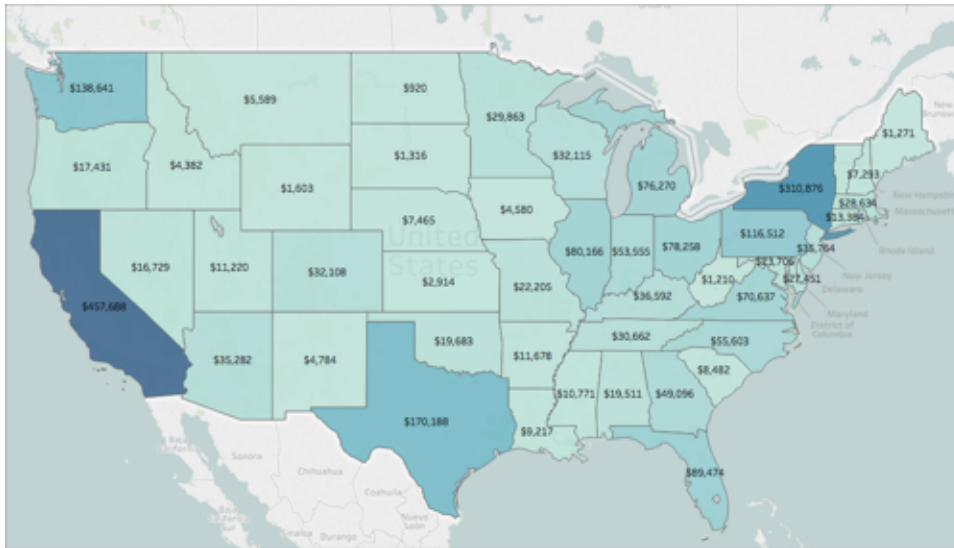 $138,641
$5,589
$920
$29,863
$1,271
$17,431
$4,382
$1,316
$32,115
$7,293
$1,603
$76,270
$310,876
New Hampshire
$28,634
$7,465
$4,580
$13,384
United
States
$16,729
$11,220
$32,108
$2,914
$80,166
$53,555
$78,258
$116,512
Rhode Island
$23,706
New Jersey
$457,688
$22,205
$36,592
$1,210
$27,451
Delaware
$70,637
Maryland
District of
Columbia
$35,282
$4,784
$19,683
$11,678
$30,662
$55,603
$8,482
$170,188
$10,771
$19,511
$49,096
$9,217
$89,474
Baja
California
Sonora
Chihuahua
Coahuila
Nuevo
León
Durango